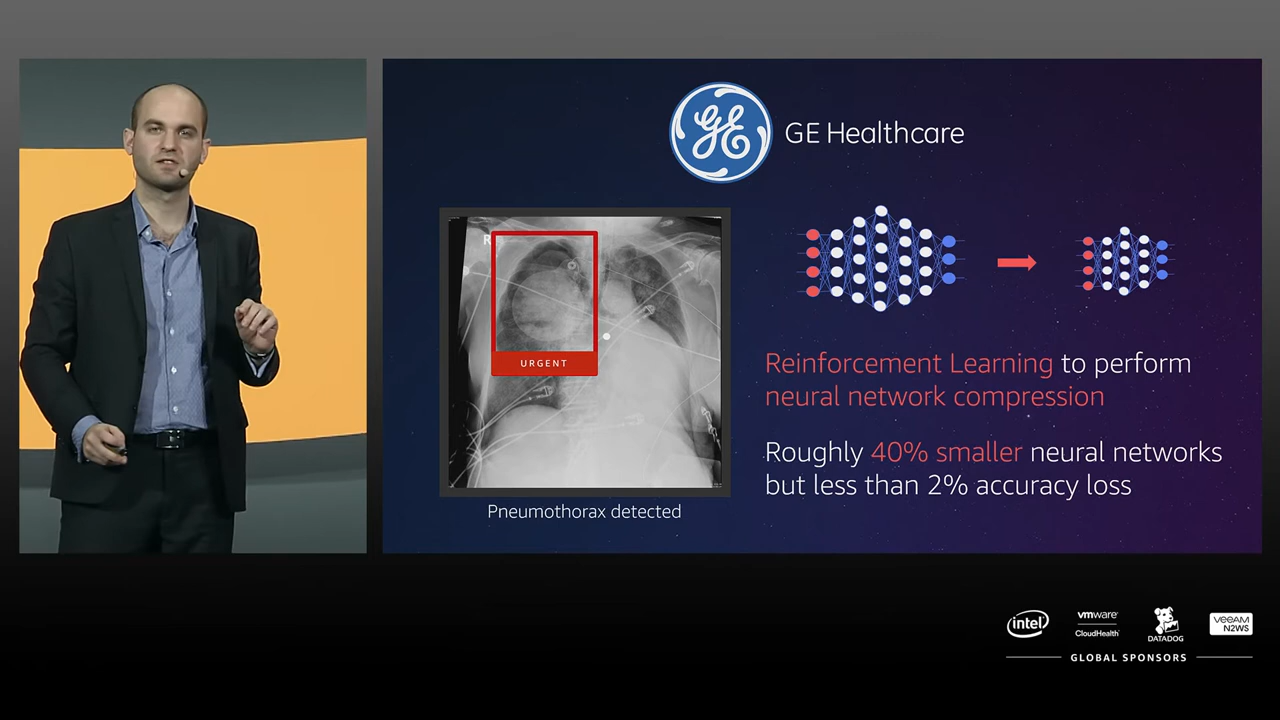 GE
GE Healthcare
R
URGENT
Pneumothorax detected
Reinforcement Learning to perform
neural network compression
Roughly 40% smaller neural networks
but less than 2% accuracy loss
intel
vmware
CloudHealth
DATADOG
VEEAM
N2WS
GLOBAL SPONSORS